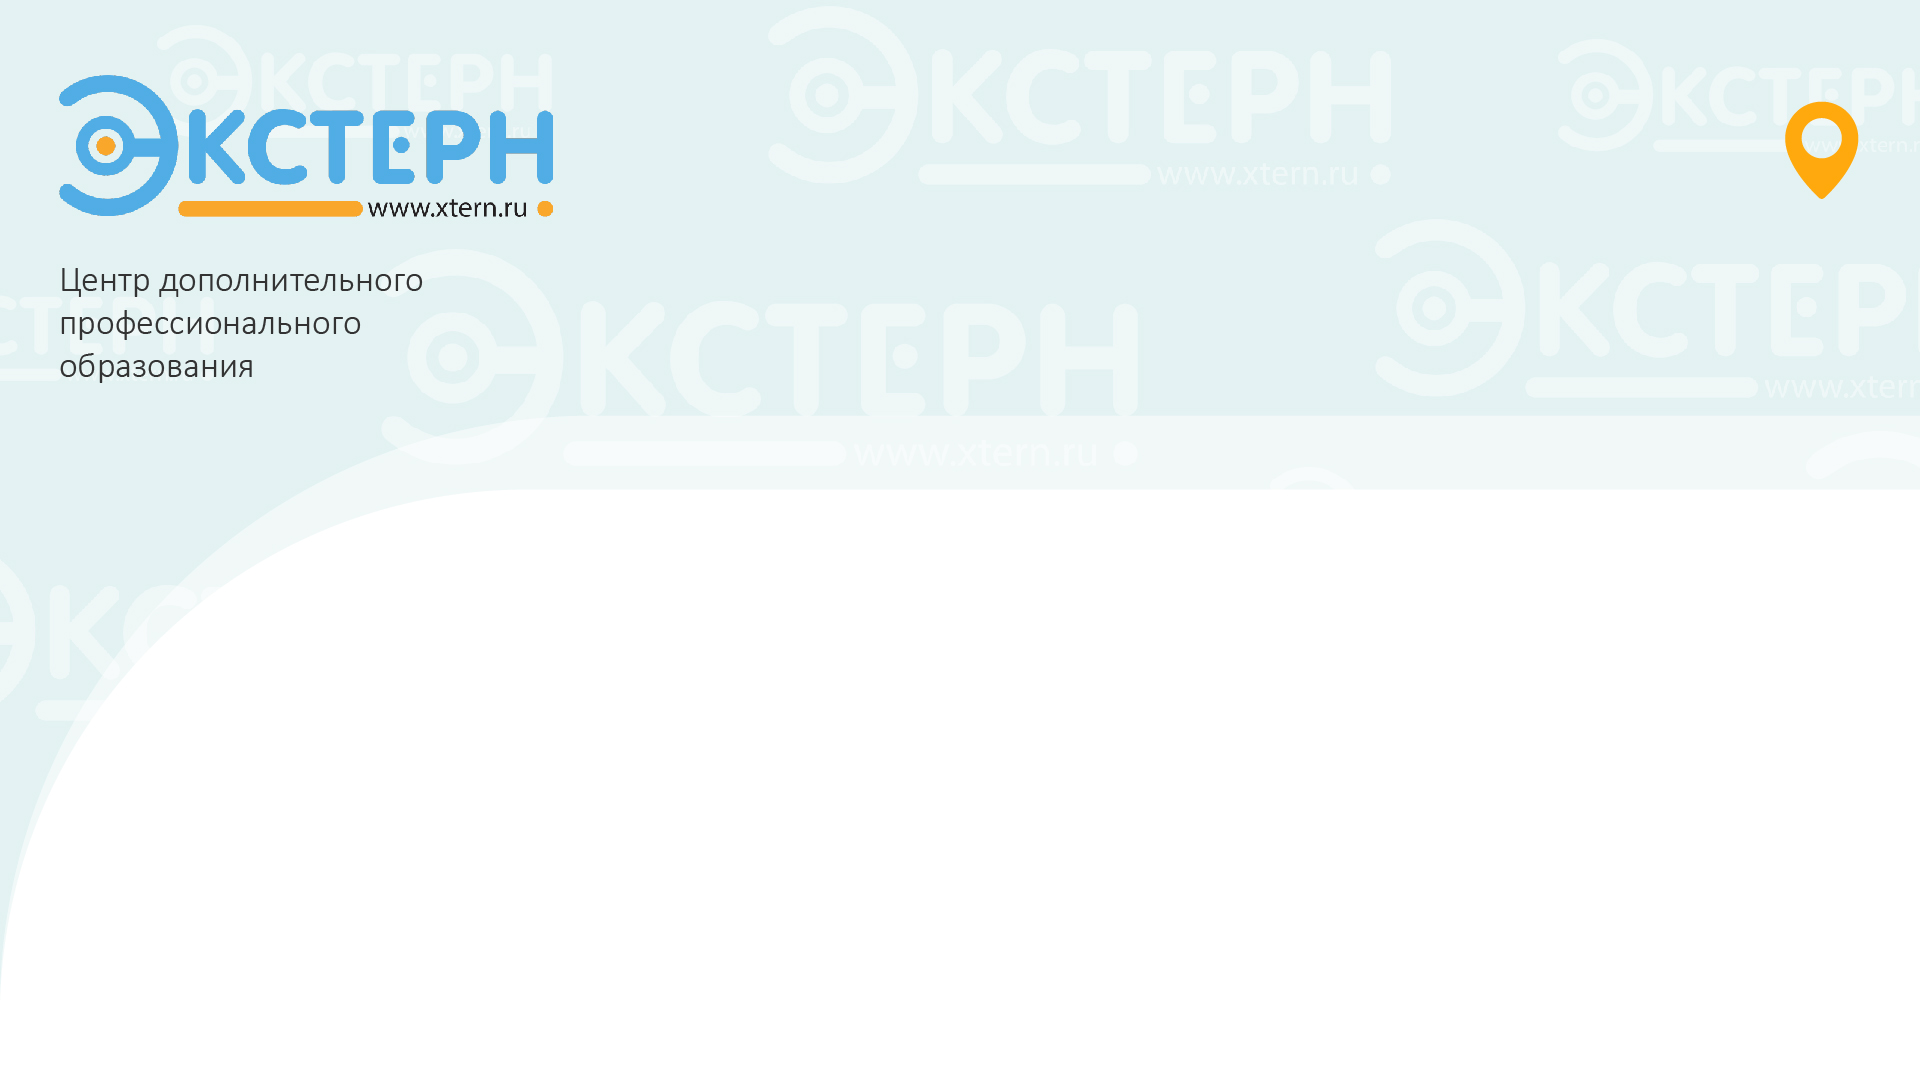 ЭКСТЕРН
www.xtern.ru
Центр дополнительного
профессионального
образования